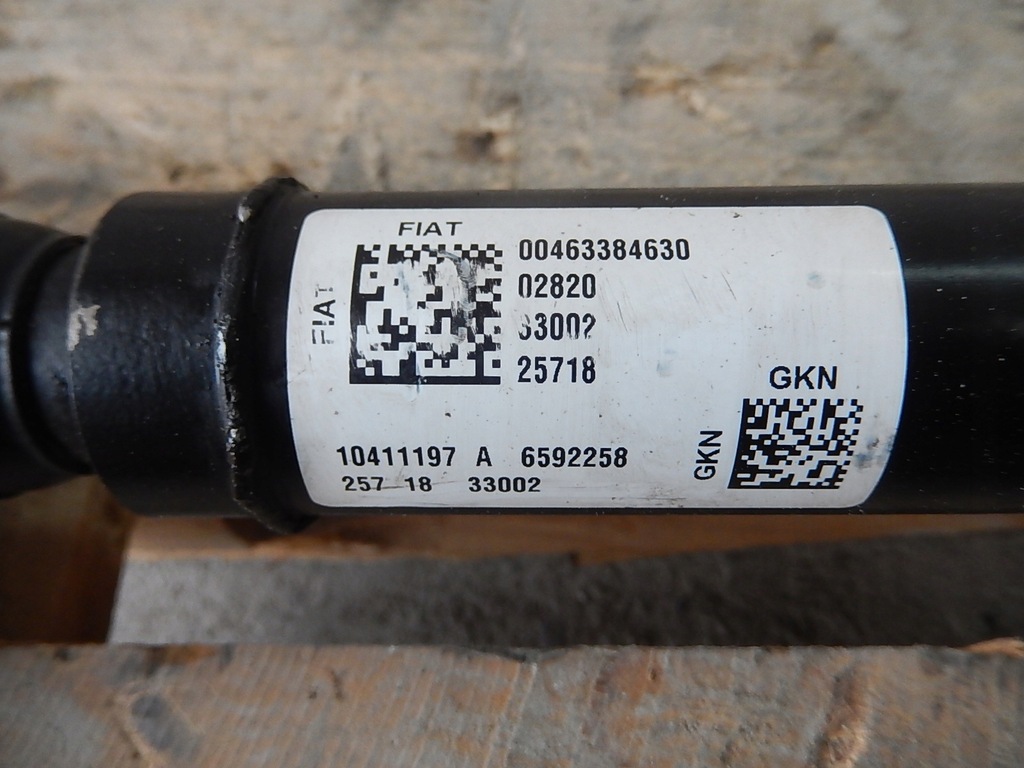 FIAT
FIAT
00463384630
02820
33002
25718
GKN
GKN
10411197 A 6592258
257 18 33002